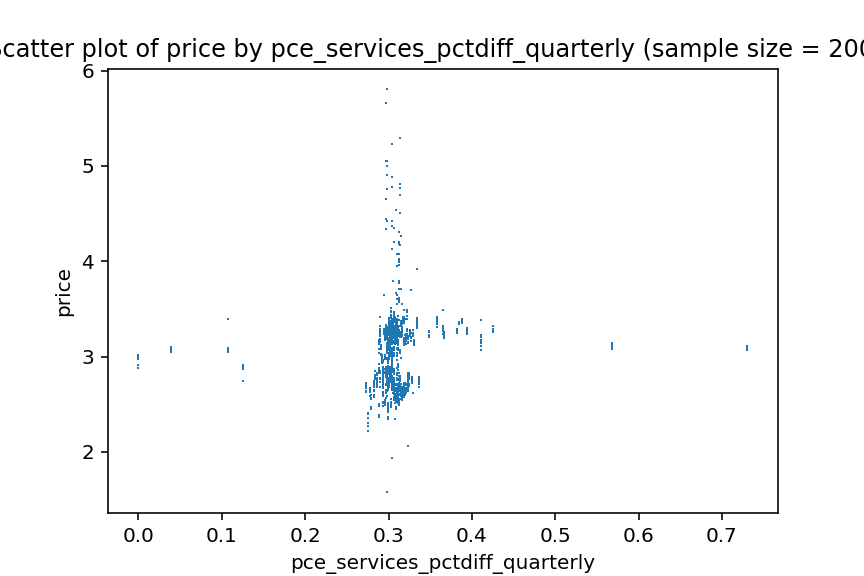 catter plot of price by pce_services_pctdiff_quarterly (sample size = 200
6
5
4
3
2
price
0.0 0.1 0.2 0.3 0.4 0.5 0.6 0.7
pce_services_pctdiff_quarterly